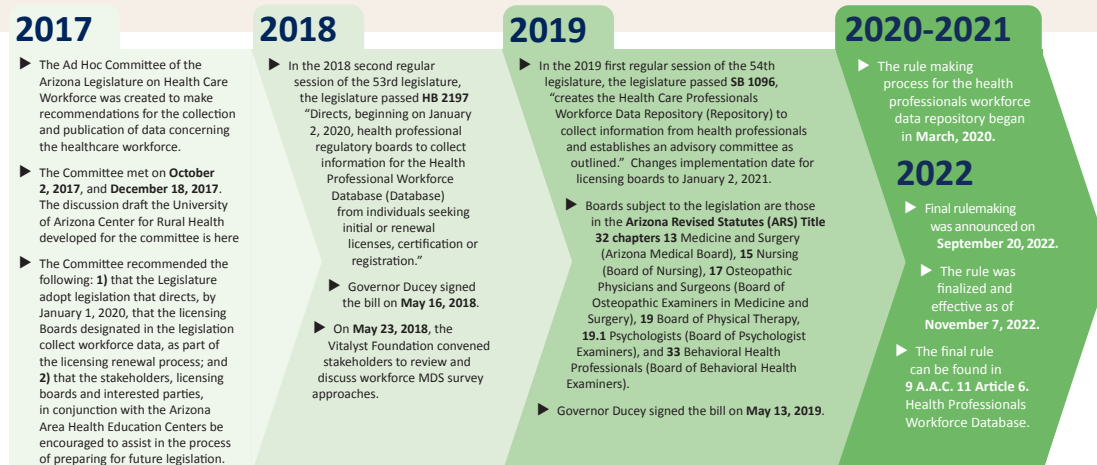 2017
The Ad Hoc Committee of the
Arizona Legislature on Health Care
Workforce was created to make
recommendations for the collection
and publication of data concerning
the healthcare workforce.
The Committee met on October
2, 2017, and December 18, 2017.
The discussion draft the University
of Arizona Center for Rural Health
developed for the committee is here
The Committee recommended the
following: 1) that the Legislature
adopt legislation that directs, by
January 1, 2020, that the licensing
Boards designated in the legislation
collect workforce data, as part of
the licensing renewal process; and
2) that the stakeholders, licensing
boards and interested parties,
in conjunction with the Arizona
Area Health Education Centers be
encouraged to assist in the process
of preparing for future legislation.
2018
In the 2018 second regular
session of the 53rd legislature,
the legislature passed HB 2197
“Directs, beginning on January
2, 2020, health professional
regulatory boards to collect
information for the Health
Professional Workforce
Database (Database)
from individuals seeking
initial or renewal
licenses, certification or
registration.”
Governor Ducey signed
the bill on May 16, 2018.
On May 23, 2018, the
Vitalyst Foundation convened
stakeholders to review and
discuss workforce MDS survey
approaches.
2019
In the 2019 first regular session of the 54th
legislature, the legislature passed SB 1096,
“creates the Health Care Professionals
Workforce Data Repository (Repository) to
collect information from health professionals
and establishes an advisory committee as
outlined.” Changes implementation date for
licensing boards to January 2, 2021.
Boards subject to the legislation are those
in the Arizona Revised Statutes (ARS) Title
32 chapters 13 Medicine and Surgery
(Arizona Medical Board), 15 Nursing
(Board of Nursing), 17 Osteopathic
Physicians and Surgeons (Board of
Osteopathic Examiners in Medicine and
Surgery), 19 Board of Physical Therapy,
19.1 Psychologists (Board of Psychologist
Examiners), and 33 Behavioral Health
Professionals (Board of Behavioral Health
Examiners).
Governor Ducey signed the bill on May 13, 2019.
2020-2021
The rule making
process for the health
professionals workforce
data repository began
in March, 2020.
2022
Final rulemaking
was announced on
September 20, 2022.
The rule was
finalized and
effective as of
November 7, 2022.
The final rule
can be found in
9 A.A.C. 11 Article 6.
Health Professionals
Workforce Database.